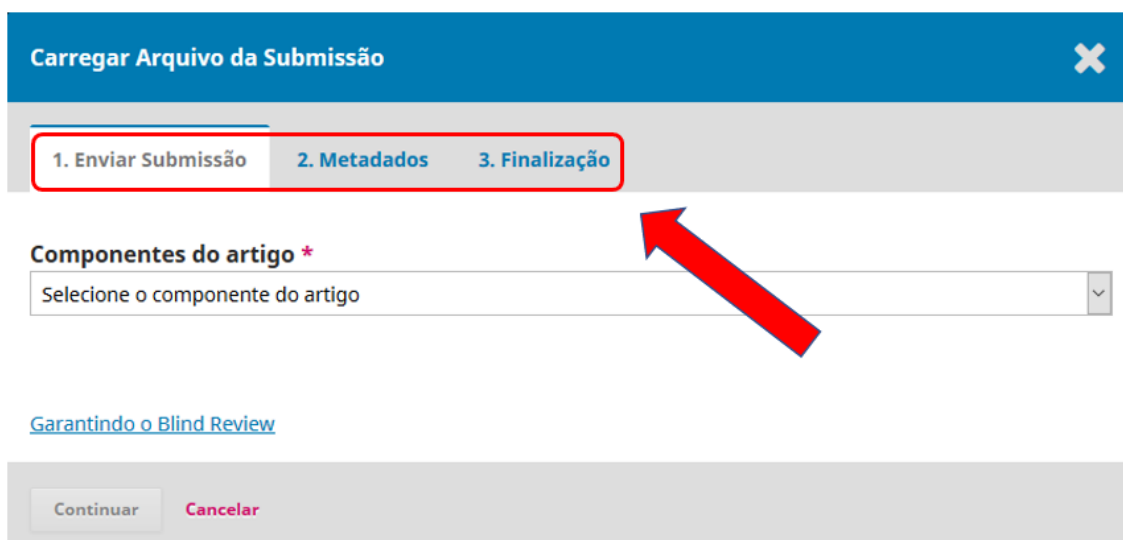 Carregar Arquivo da Submissão
1. Enviar Submissão 2. Metadados 3. Finalização
Componentes do artigo *
Selecione o componente do artigo
Garantindo o Blind Review
Continuar Cancelar